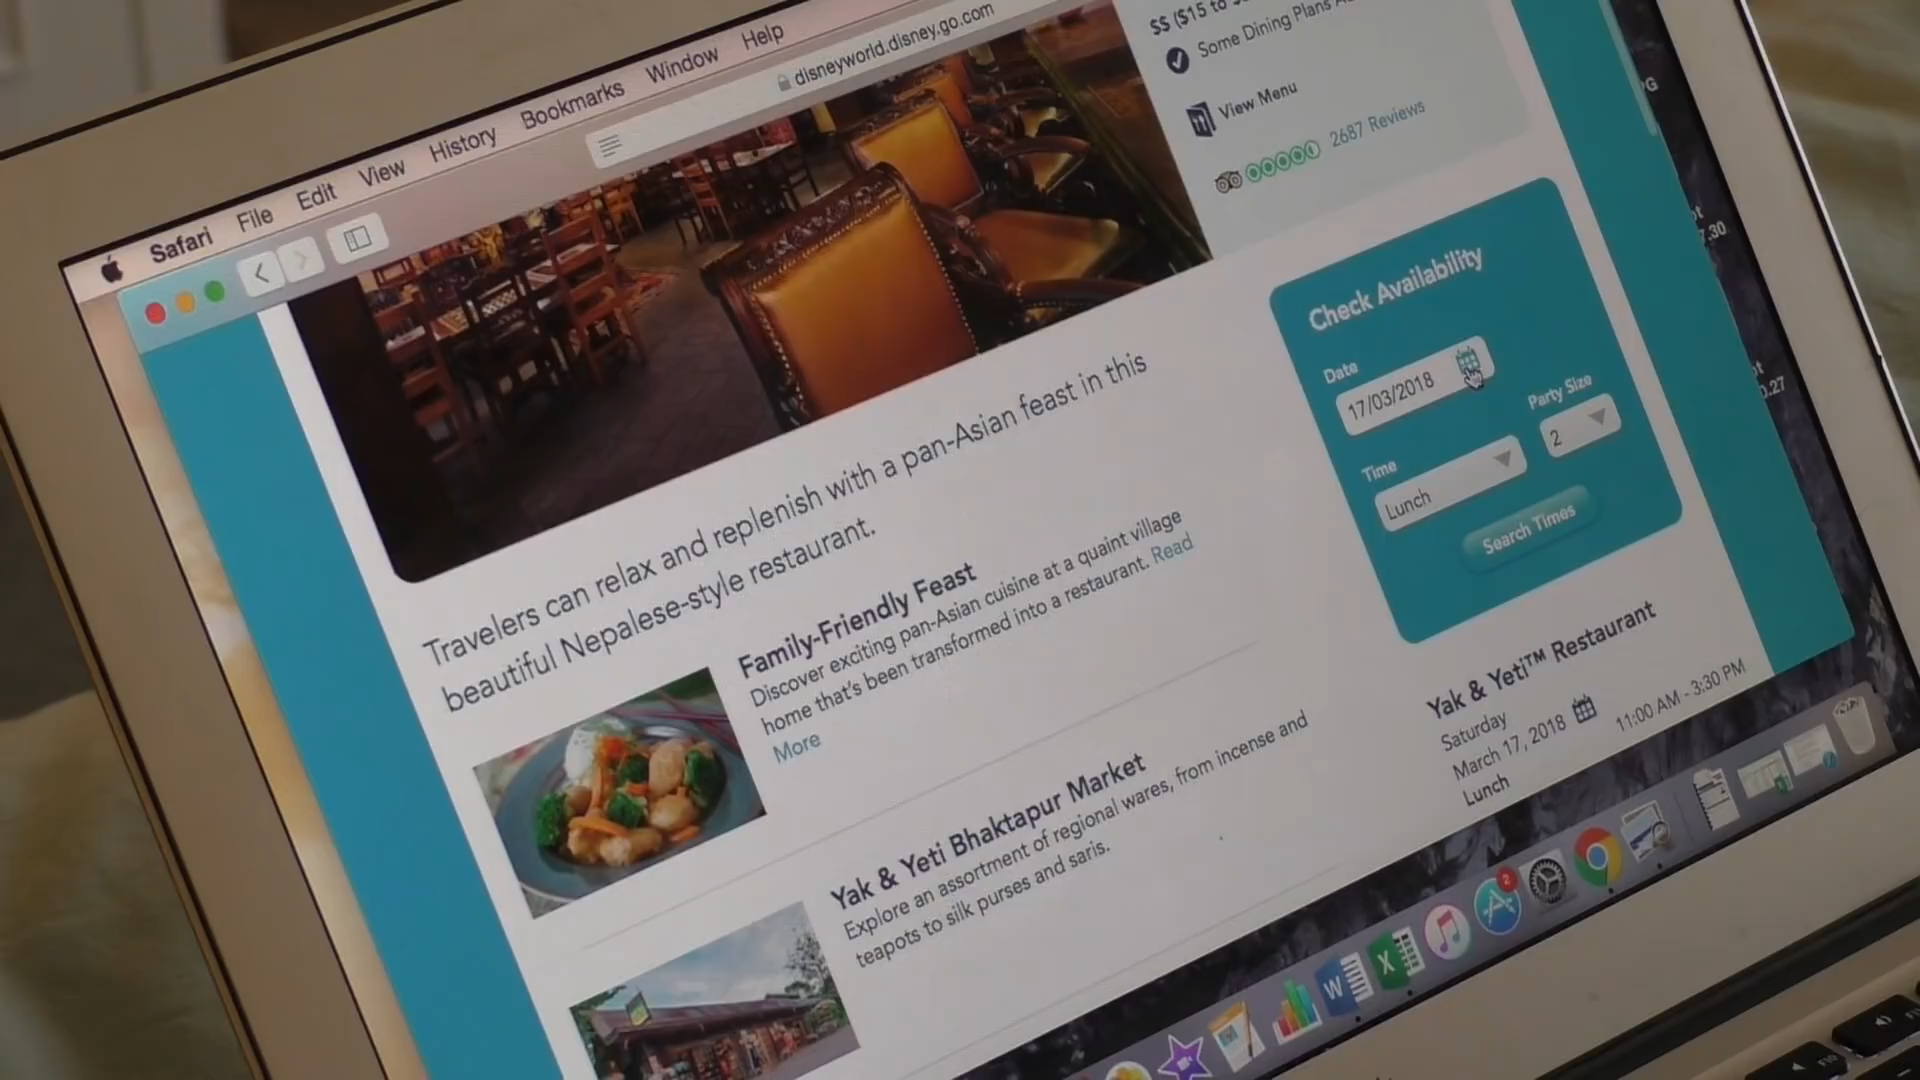 Safari File Edit View History Bookmarks Window Help
disneyworld.disney.go.com
$$ ($15 to
Some Dining Plans
View Menu
2687 Reviews
Check Availability
Date
17/03/2018
Party Size
2
Time
Lunch
Search Times
Travelers can relax and replenish with a pan-Asian feast in this
beautiful Nepalese-style restaurant.
Family-Friendly Feast
Discover exciting pan-Asian cuisine at a quaint village
home that's been transformed into a restaurant. Read
More
Yak & Yeti Bhaktapur Market
Explore an assortment of regional wares, from incense and
teapots to silk purses and saris.
Yak & Yeti™ Restaurant
Saturday
March 17, 2018
11:00 AM - 3:30 PM
Lunch
2